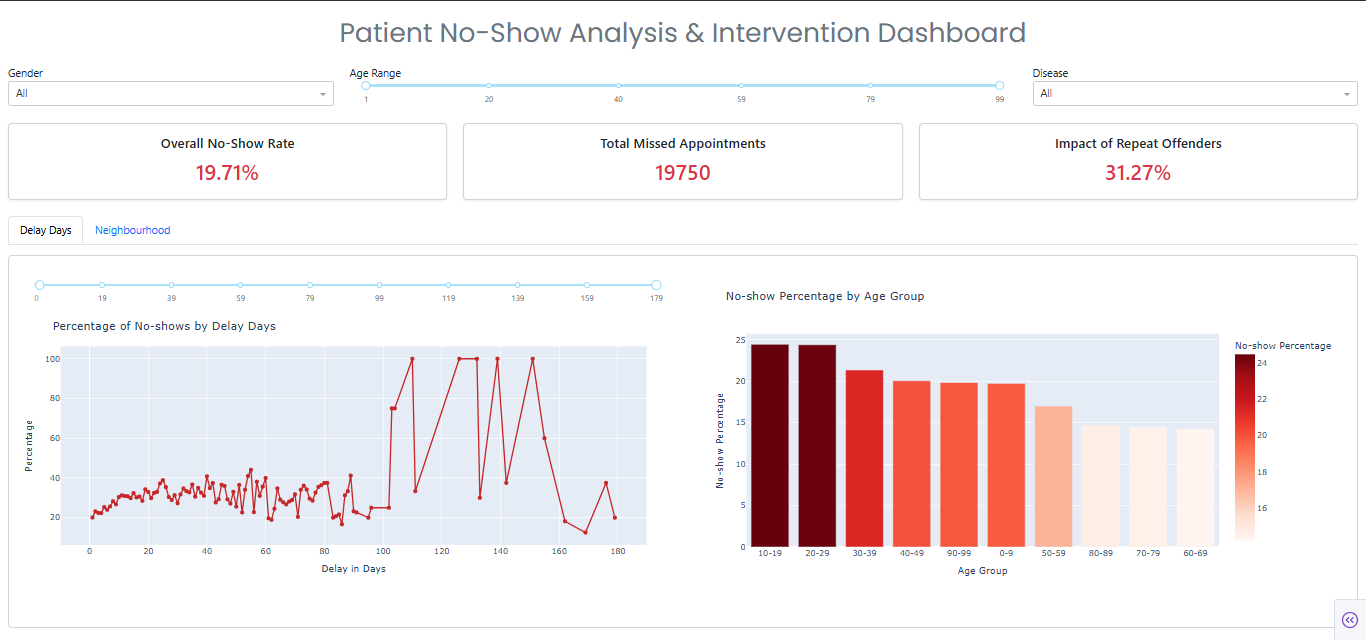 Patient No-Show Analysis & Intervention Dashboard
Gender
Age Range
Disease
All
1 20 40 59 79 99
All
Overall No-Show Rate
19.71%
Total Missed Appointments
19750
Impact of Repeat Offenders
31.27%
Delay Days Neighbourhood
0 19 39 59 79 99 119 139 159 179
Percentage of No-shows by Delay Days
100
80
60
40
20
Percentage
0 20 40 60 80 100 120 140 160 180
Delay in Days
No-show Percentage by Age Group
25
20
15
10
5
0
No-show Percentage
10-19 20-29 30-39 40-49 90-99 0-9 50-59 80-89 70-79 60-69
Age Group
No-show Percentage
24
22
20
18
16